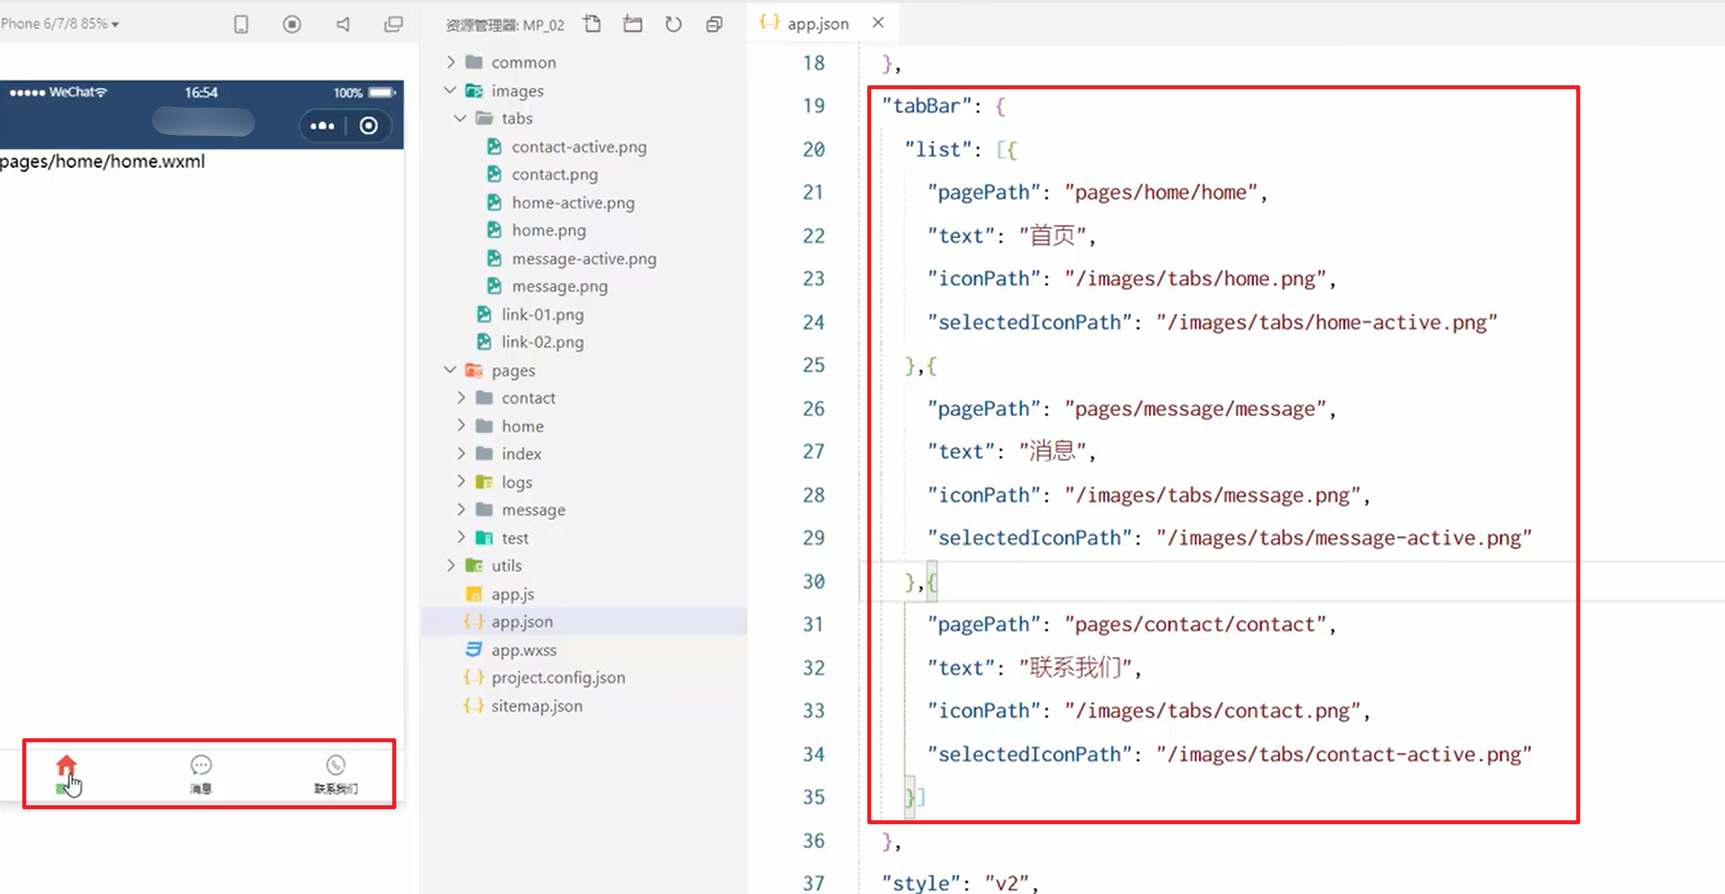 Phone 6/7/8 85%
WeChat
16:54
100%
pages/home/home.wxml
消息
联系我们
资源管理器: MP_02
common
images
tabs
contact-active.png
contact.png
home-active.png
home.png
message-active.png
message.png
link-01.png
link-02.png
pages
contact
home
index
logs
message
test
utils
app.js
app.json
app.wxss
project.config.json
sitemap.json
app.json
18 },
19 "tabBar": {
20 "list": [{
21 "pagePath": "pages/home/home",
22 "text": "首页",
23 "iconPath": "/images/tabs/home.png",
24 "selectedIconPath": "/images/tabs/home-active.png"
25 },{
26 "pagePath": "pages/message/message",
27 "text": "消息",
28 "iconPath": "/images/tabs/message.png",
29 "selectedIconPath": "/images/tabs/message-active.png"
30 },{
31 "pagePath": "pages/contact/contact",
32 "text": "联系我们",
33 "iconPath": "/images/tabs/contact.png",
34 "selectedIconPath": "/images/tabs/contact-active.png"
35 }]
36 },
37 "style": "v2",